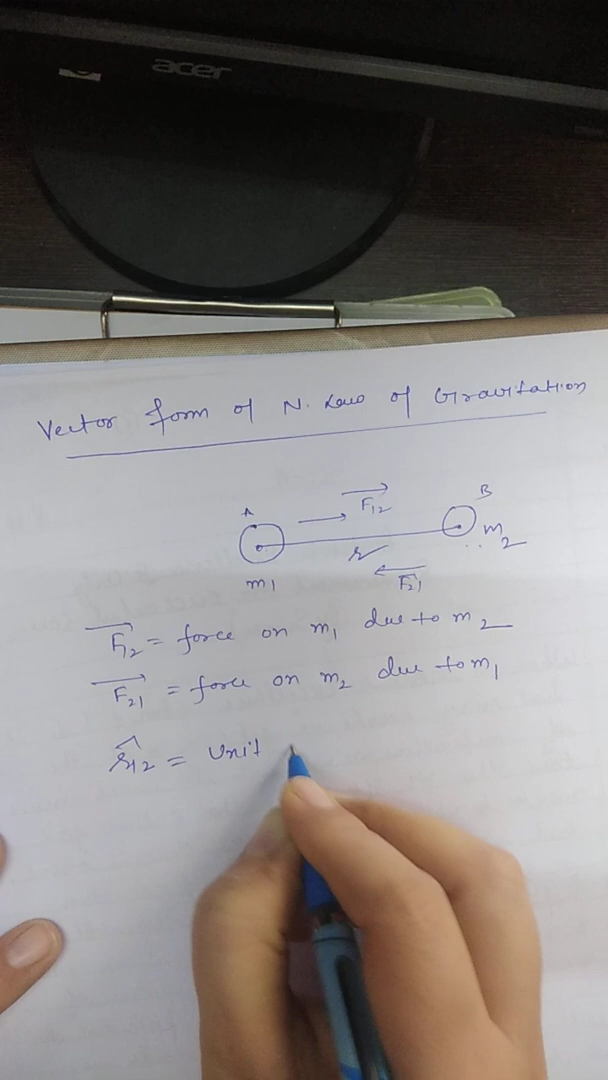 acer
Vector form of N. Law of Gravitation
A B
F₁₂
r m₂
m₁ F₂₁
F₁₂ = force on m₁ due to m₂
F₂₁ = force on m₂ due to m₁
r̂₁₂ = Unit